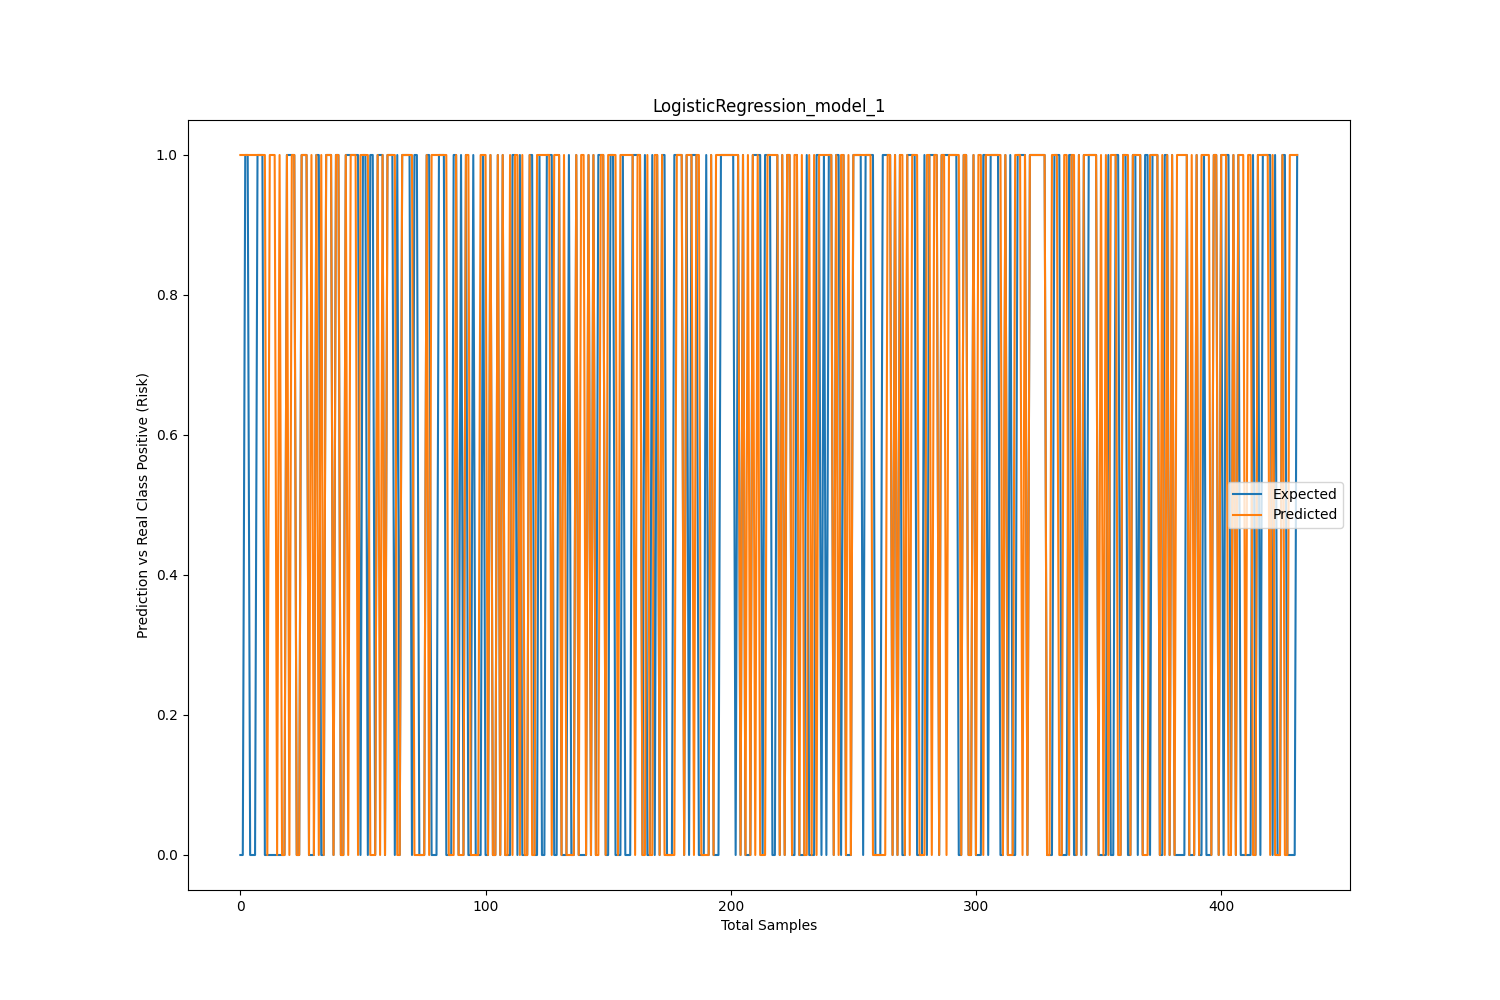 LogisticRegression_model_1
1.0
0.8
0.6
0.4
0.2
0.0
Prediction vs Real Class Positive (Risk)
Expected
Predicted
0
100
200
300
400
Total Samples